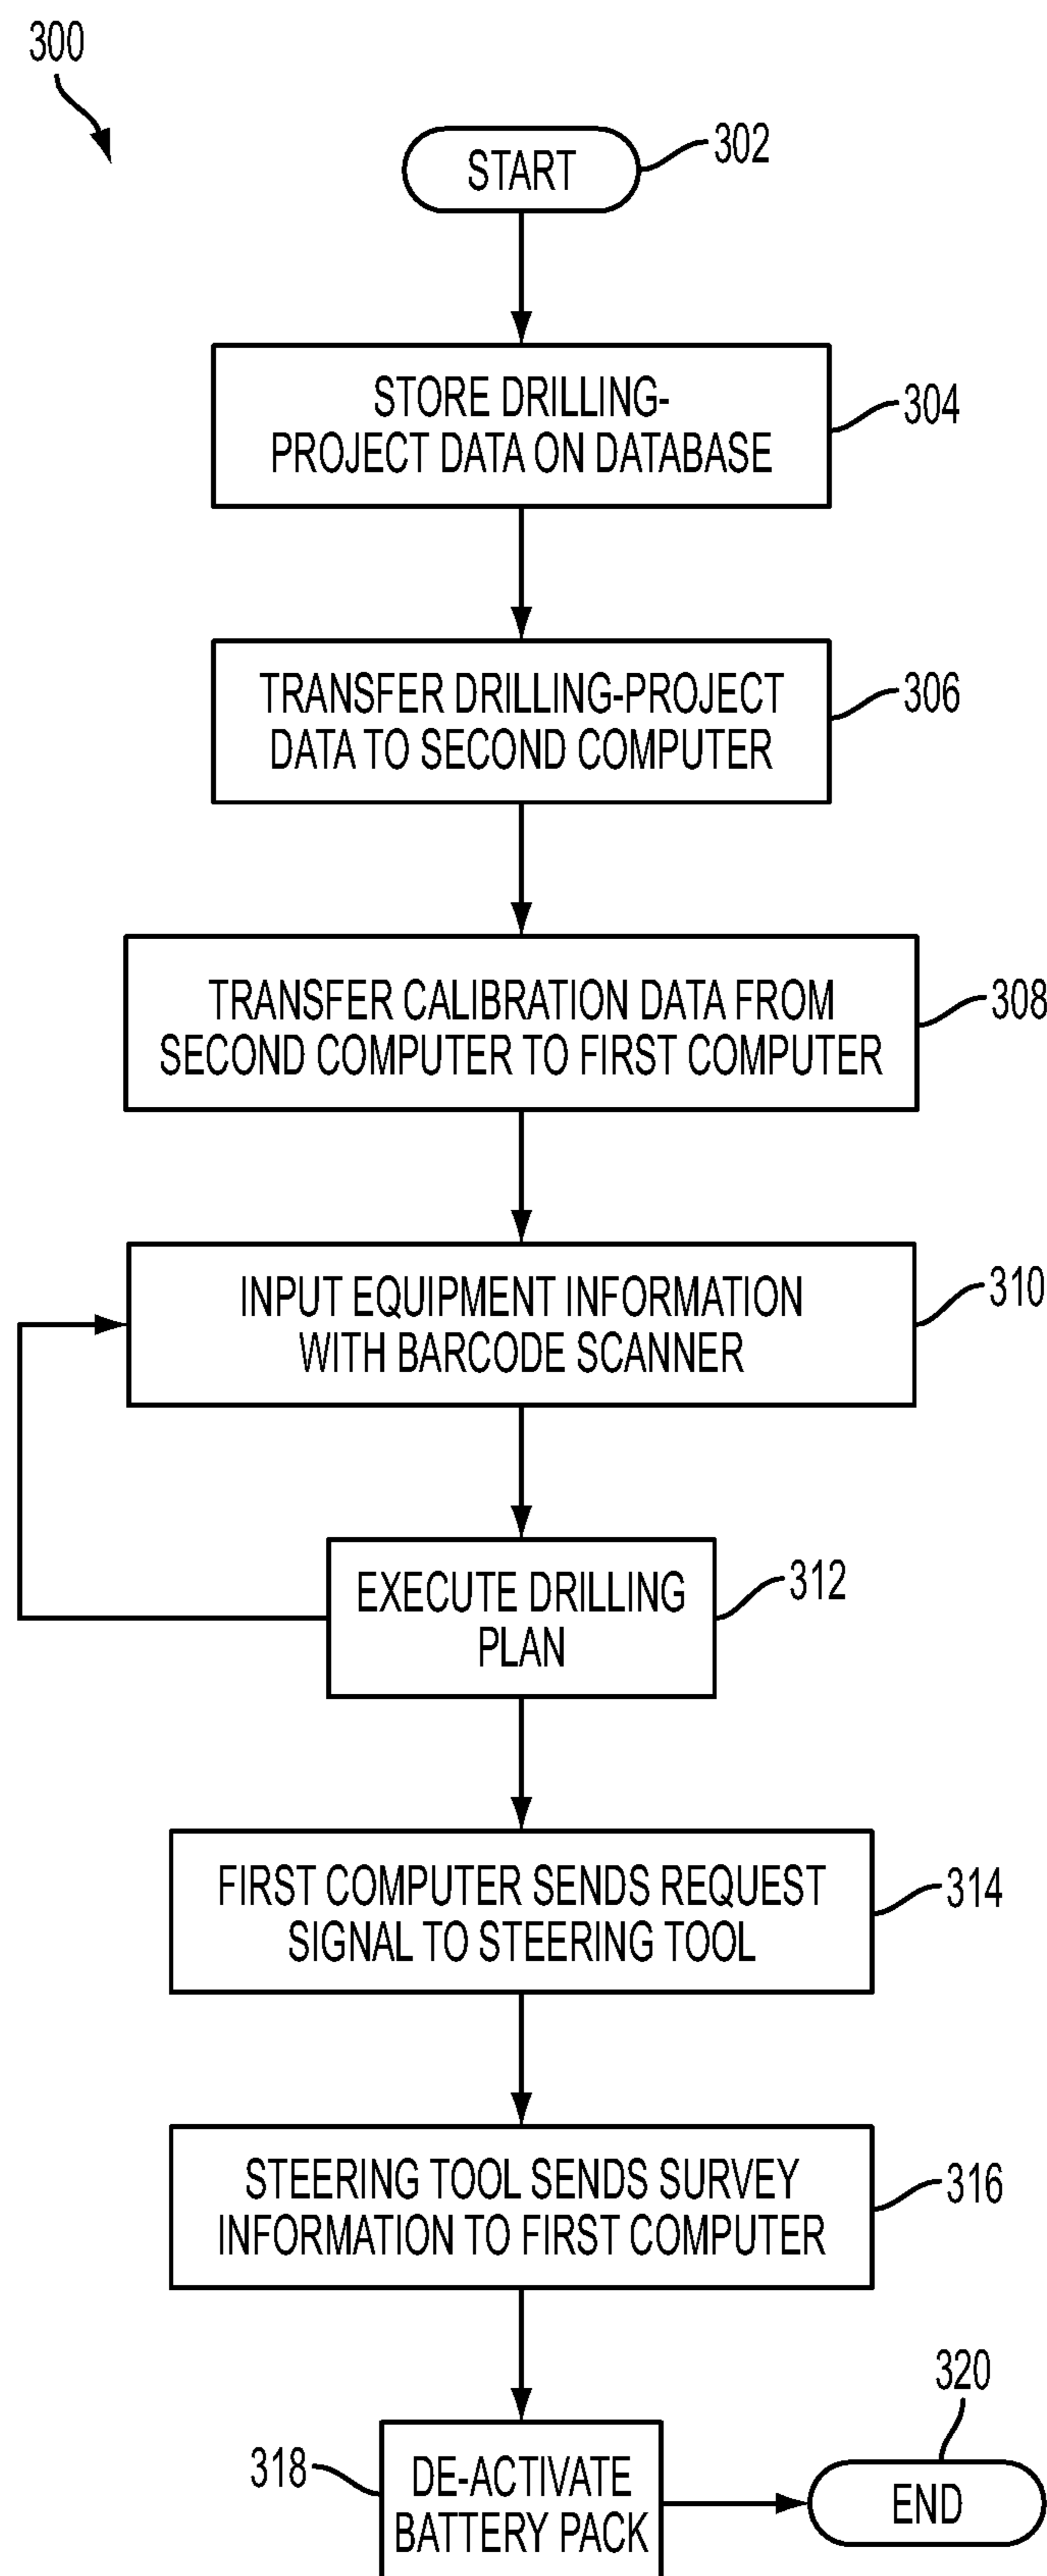 300
START
302
STORE DRILLING-
PROJECT DATA ON DATABASE
304
TRANSFER DRILLING-PROJECT
DATA TO SECOND COMPUTER
306
TRANSFER CALIBRATION DATA FROM
SECOND COMPUTER TO FIRST COMPUTER
308
INPUT EQUIPMENT INFORMATION
WITH BARCODE SCANNER
310
EXECUTE DRILLING
PLAN
312
FIRST COMPUTER SENDS REQUEST
SIGNAL TO STEERING TOOL
314
STEERING TOOL SENDS SURVEY
INFORMATION TO FIRST COMPUTER
316
318
DE-ACTIVATE
BATTERY PACK
320
END